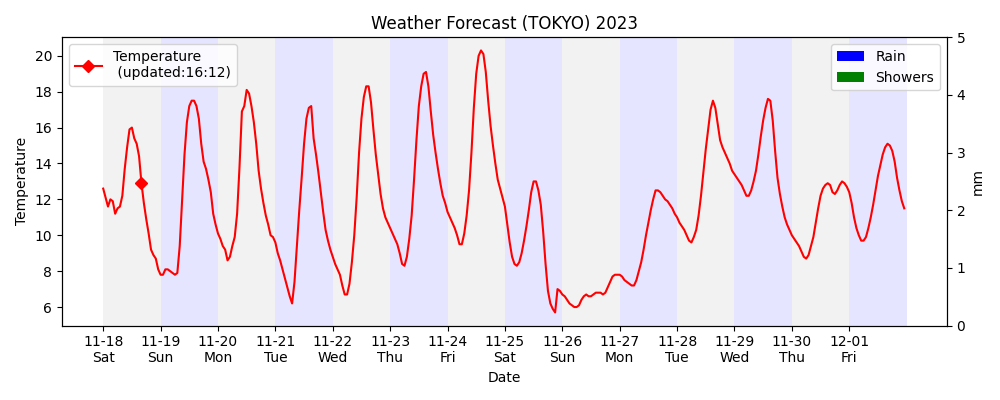 Weather Forecast (TOKYO) 2023
Temperature
(updated:16:12)
Rain
Showers
Temperature
20
18
16
14
12
10
8
6
5
4
3
2
1
0
mm
11-18 11-19 11-20 11-21 11-22 11-23 11-24 11-25 11-26 11-27 11-28 11-29 11-30 12-01
Sat Sun Mon Tue Wed Thu Fri Sat Sun Mon Tue Wed Thu Fri
Date